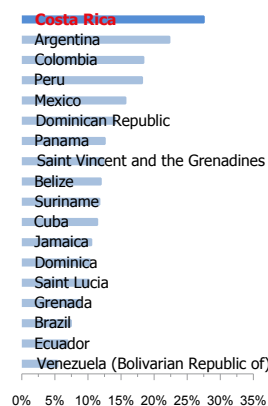 Costa Rica
Argentina
Colombia
Peru
Mexico
Dominican Republic
Panama
Saint Vincent and the Grenadines
Belize
Suriname
Cuba
Jamaica
Dominica
Saint Lucia
Grenada
Brazil
Ecuador
Venezuela (Bolivarian Republic of)
0% 5% 10% 15% 20% 25% 30% 35%